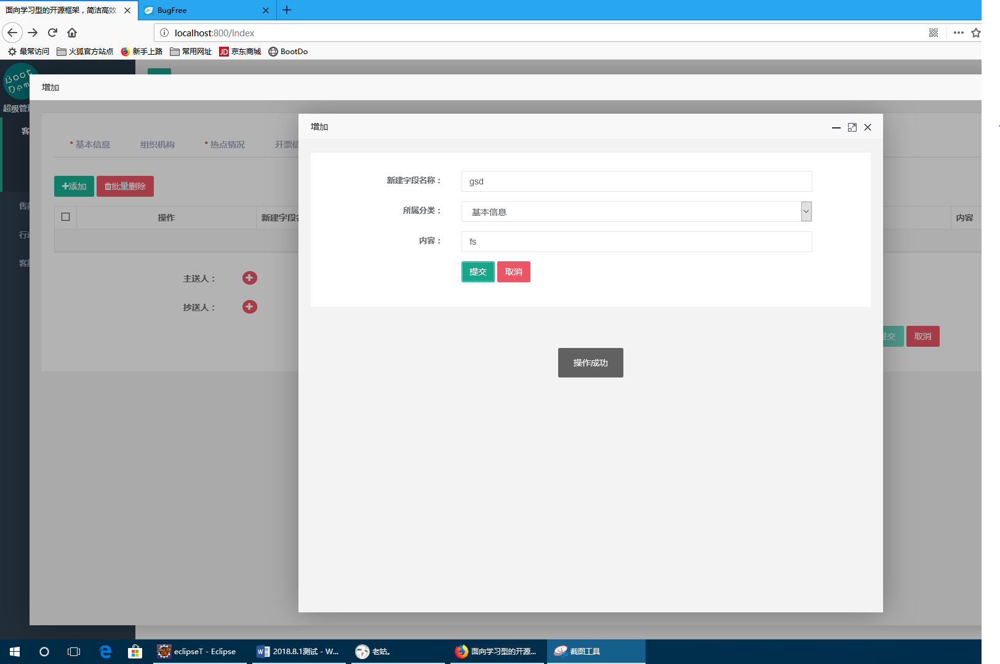 面向学习型的开源框架，简洁高效
BugFree
localhost:800/index
最常访问 火狐官方站点 新手上路 常用网址 JD 京东商城 BootDo
Boot
Dem
增加
超级管理
增加
客
* 基本信息 组织机构 * 热点情况 开票信
新建字段名称： gsd
添加 批量删除
所属分类： 基本信息
售前
操作 新建字段名 内容
行动
内容： fs
客服
提交 取消
主送人：
抄送人：
提交 取消
操作成功
eclipseT - Eclipse 2018.8.1测试 - W... 老姑。 面向学习型的开源... 截图工具